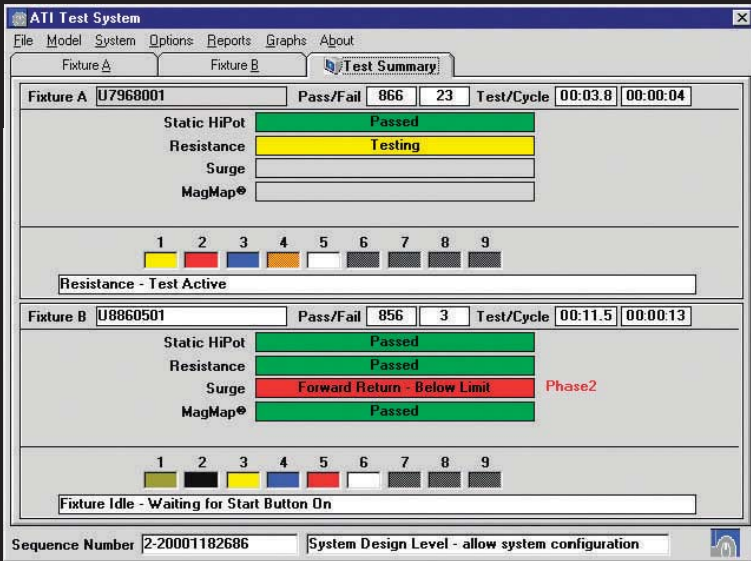 ATI Test System
File Model System Options Reports Graphs About
Fixture A Fixture B Test Summary
Fixture A U7968001 Pass/Fail 866 23 Test/Cycle 00:03.8 00:00:04
Static HiPot Passed
Resistance Testing
Surge
MagMap®
1 2 3 4 5 6 7 8 9
Resistance - Test Active
Fixture B U8860501 Pass/Fail 856 3 Test/Cycle 00:11.5 00:00:13
Static HiPot Passed
Resistance Passed
Surge Forward Return - Below Limit Phase2
MagMap® Passed
1 2 3 4 5 6 7 8 9
Fixture Idle - Waiting for Start Button On
Sequence Number 2-20001182686 System Design Level - allow system configuration